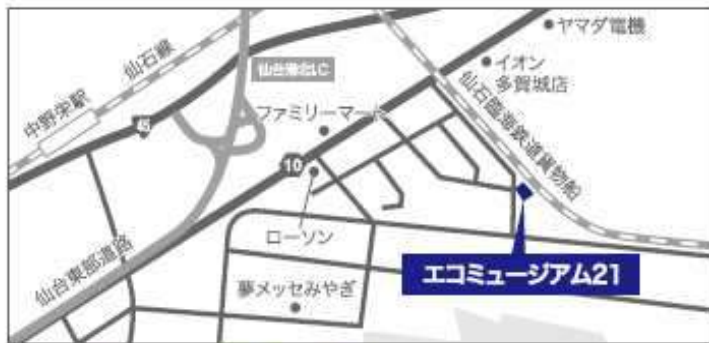 ヤマダ電機
イオン
多賀城店
仙石線
仙台港北I.C
中野栄駅
45
ファミリーマート
仙石臨海鉄道貨物船
10
ローソン
エコミュージアム21
仙台東部道路
夢メッセみやぎ